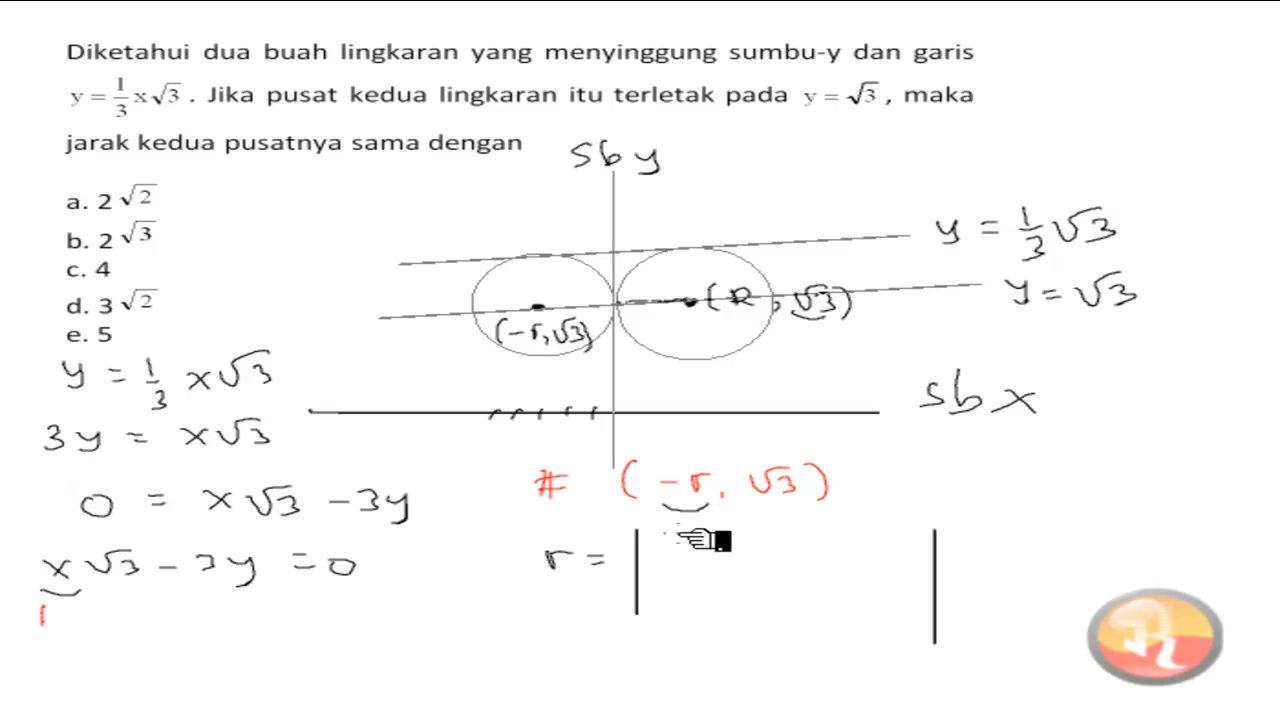 Diketahui dua buah lingkaran yang menyinggung sumbu-y dan garis
y = 1/3 x√3 . Jika pusat kedua lingkaran itu terletak pada y = √3 , maka
jarak kedua pusatnya sama dengan
a. 2 √2
b. 2 √3
c. 4
d. 3 √2
e. 5
sb y
y = 1/3 √3
y = √3
(R, √3)
(-r, √3)
sb x
y = 1/3 x√3
3y = x√3
0 = x√3 - 3y
x√3 - 3y = 0
# (-r, √3)
r = | |